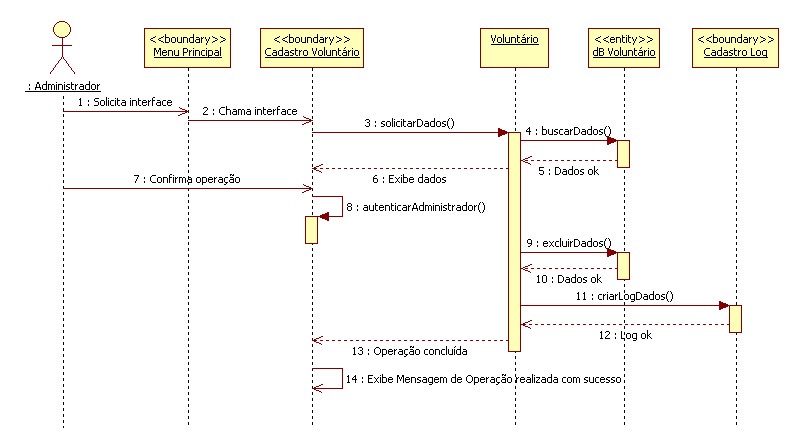 <<boundary>>
Menu Principal
<<boundary>>
Cadastro Voluntário
Voluntário
<<entity>>
dB Voluntário
<<boundary>>
Cadastro Log
: Administrador
1 : Solicita interface
2 : Chama interface
3 : solicitarDados()
4 : buscarDados()
5 : Dados ok
6 : Exibe dados
7 : Confirma operação
8 : autenticarAdministrador()
9 : excluirDados()
10 : Dados ok
11 : criarLogDados()
12 : Log ok
13 : Operação concluída
14 : Exibe Mensagem de Operação realizada com sucesso